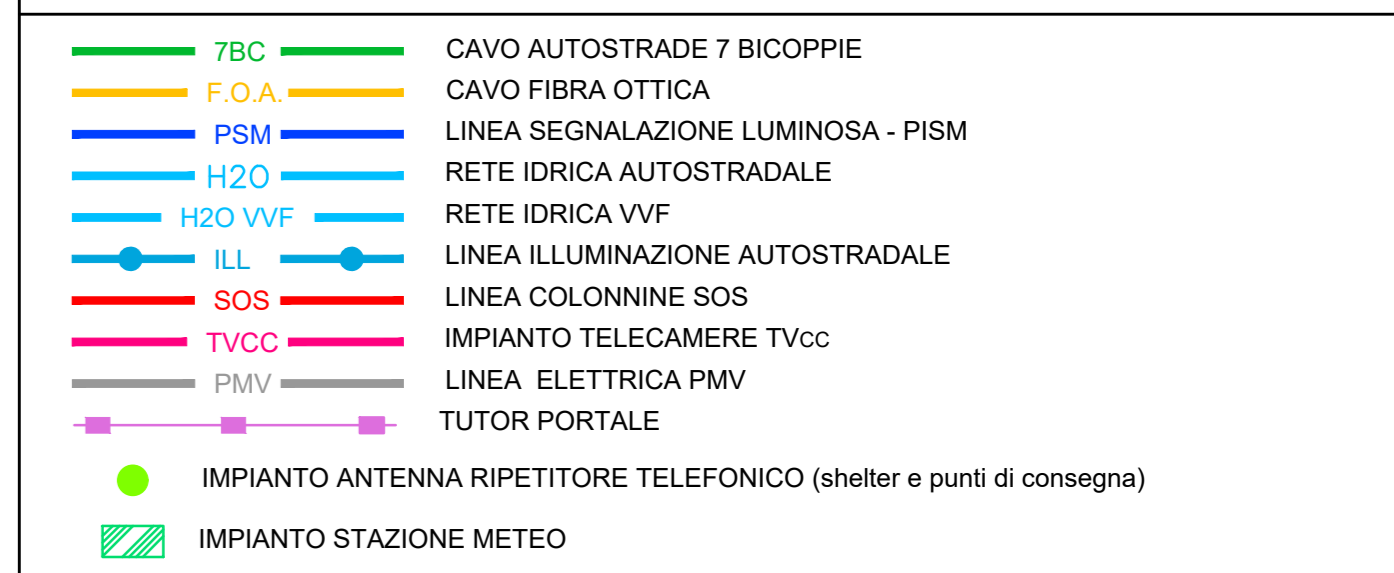 7BC CAVO AUTOSTRADE 7 BICOPPIE
F.O.A. CAVO FIBRA OTTICA
PSM LINEA SEGNALAZIONE LUMINOSA - PISM
H2O RETE IDRICA AUTOSTRADALE
H2O VVF RETE IDRICA VVF
ILL LINEA ILLUMINAZIONE AUTOSTRADALE
SOS LINEA COLONNINE SOS
TVCC IMPIANTO TELECAMERE TVcc
PMV LINEA ELETTRICA PMV
TUTOR PORTALE
IMPIANTO ANTENNA RIPETITORE TELEFONICO (shelter e punti di consegna)
IMPIANTO STAZIONE METEO